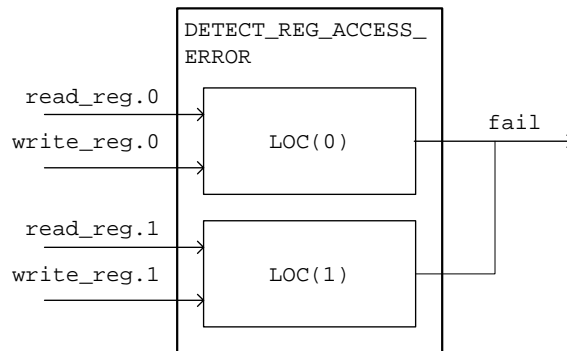 DETECT_REG_ACCESS_
ERROR
read_reg.0
write_reg.0
LOC(0)
fail
read_reg.1
write_reg.1
LOC(1)